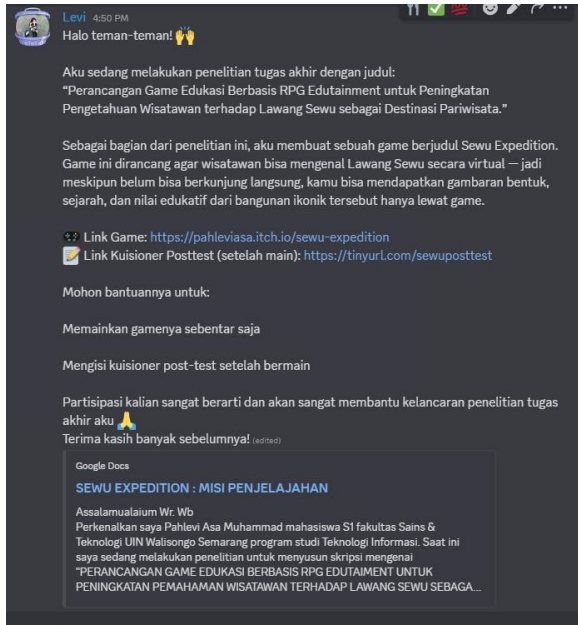 Levi 4:50 PM
Halo teman-teman! 🙌
Aku sedang melakukan penelitian tugas akhir dengan judul:
“Perancangan Game Edukasi Berbasis RPG Edutainment untuk Peningkatan
Pengetahuan Wisatawan terhadap Lawang Sewu sebagai Destinasi Pariwisata.”
Sebagai bagian dari penelitian ini, aku membuat sebuah game berjudul Sewu Expedition.
Game ini dirancang agar wisatawan bisa mengenal Lawang Sewu secara virtual — jadi
meskipun belum bisa berkunjung langsung, kamu bisa mendapatkan gambaran bentuk,
sejarah, dan nilai edukatif dari bangunan ikonik tersebut hanya lewat game.
🎮 Link Game: https://pahleviasa.itch.io/sewu-expedition
📝 Link Kuisioner Posttest (setelah main): https://tinyurl.com/sewuposttest
Mohon bantuannya untuk:
Memainkan gamenya sebentar saja
Mengisi kuisioner post-test setelah bermain
Partisipasi kalian sangat berarti dan akan sangat membantu kelancaran penelitian tugas
akhir aku 🙏
Terima kasih banyak sebelumnya! (edited)
Google Docs
SEWU EXPEDITION : MISI PENJELAJAHAN
Assalamualaium Wr. Wb
Perkenalkan saya Pahlevi Asa Muhammad mahasiswa S1 fakultas Sains &
Teknologi UIN Walisongo Semarang program studi Teknologi Informasi. Saat ini
saya sedang melakukan penelitian untuk menyusun skripsi mengenai
"PERANCANGAN GAME EDUKASI BERBASIS RPG EDUTAIMENT UNTUK
PENINGKATAN PEMAHAMAN WISATAWAN TERHADAP LAWANG SEWU SEBAGA...